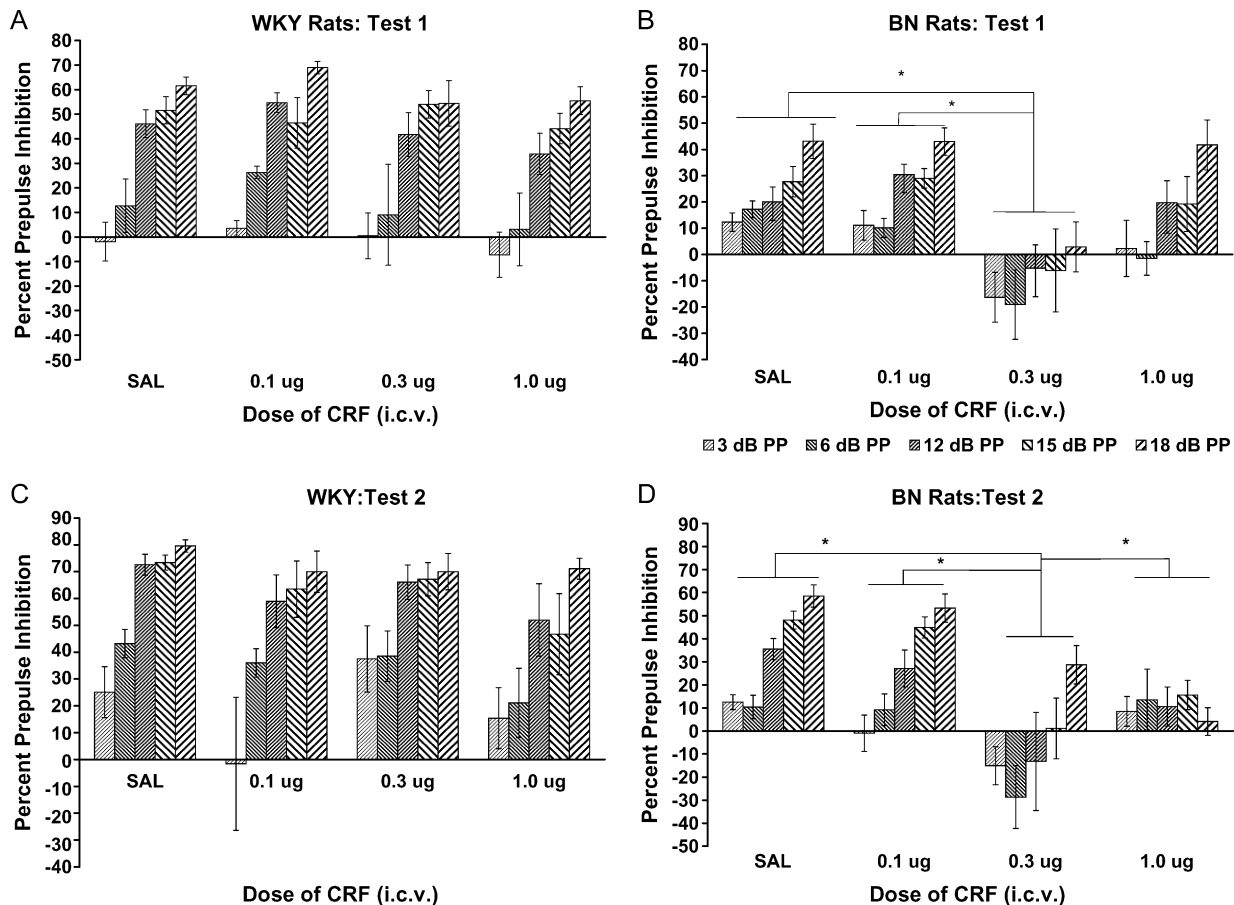 A
WKY Rats: Test 1
Percent Prepulse Inhibition
80
70
60
50
40
30
20
10
0
-10
-20
-30
-40
-50
SAL 0.1 ug 0.3 ug 1.0 ug
Dose of CRF (i.c.v.)
B
BN Rats: Test 1
Percent Prepulse Inhibition
80
70
60
50
40
30
20
10
0
-10
-20
-30
-40
*
*
SAL 0.1 ug 0.3 ug 1.0 ug
Dose of CRF (i.c.v.)
3 dB PP 6 dB PP 12 dB PP 15 dB PP 18 dB PP
C
WKY:Test 2
Percent Prepulse Inhibition
90
80
70
60
50
40
30
20
10
0
-10
-20
-30
-40
SAL 0.1 ug 0.3 ug 1.0 ug
Dose of CRF (i.c.v.)
D
BN Rats:Test 2
Percent Prepulse Inhibition
90
80
70
60
50
40
30
20
10
0
-10
-20
-30
-40
-50
*
*
*
SAL 0.1 ug 0.3 ug 1.0 ug
Dose of CRF (i.c.v.)